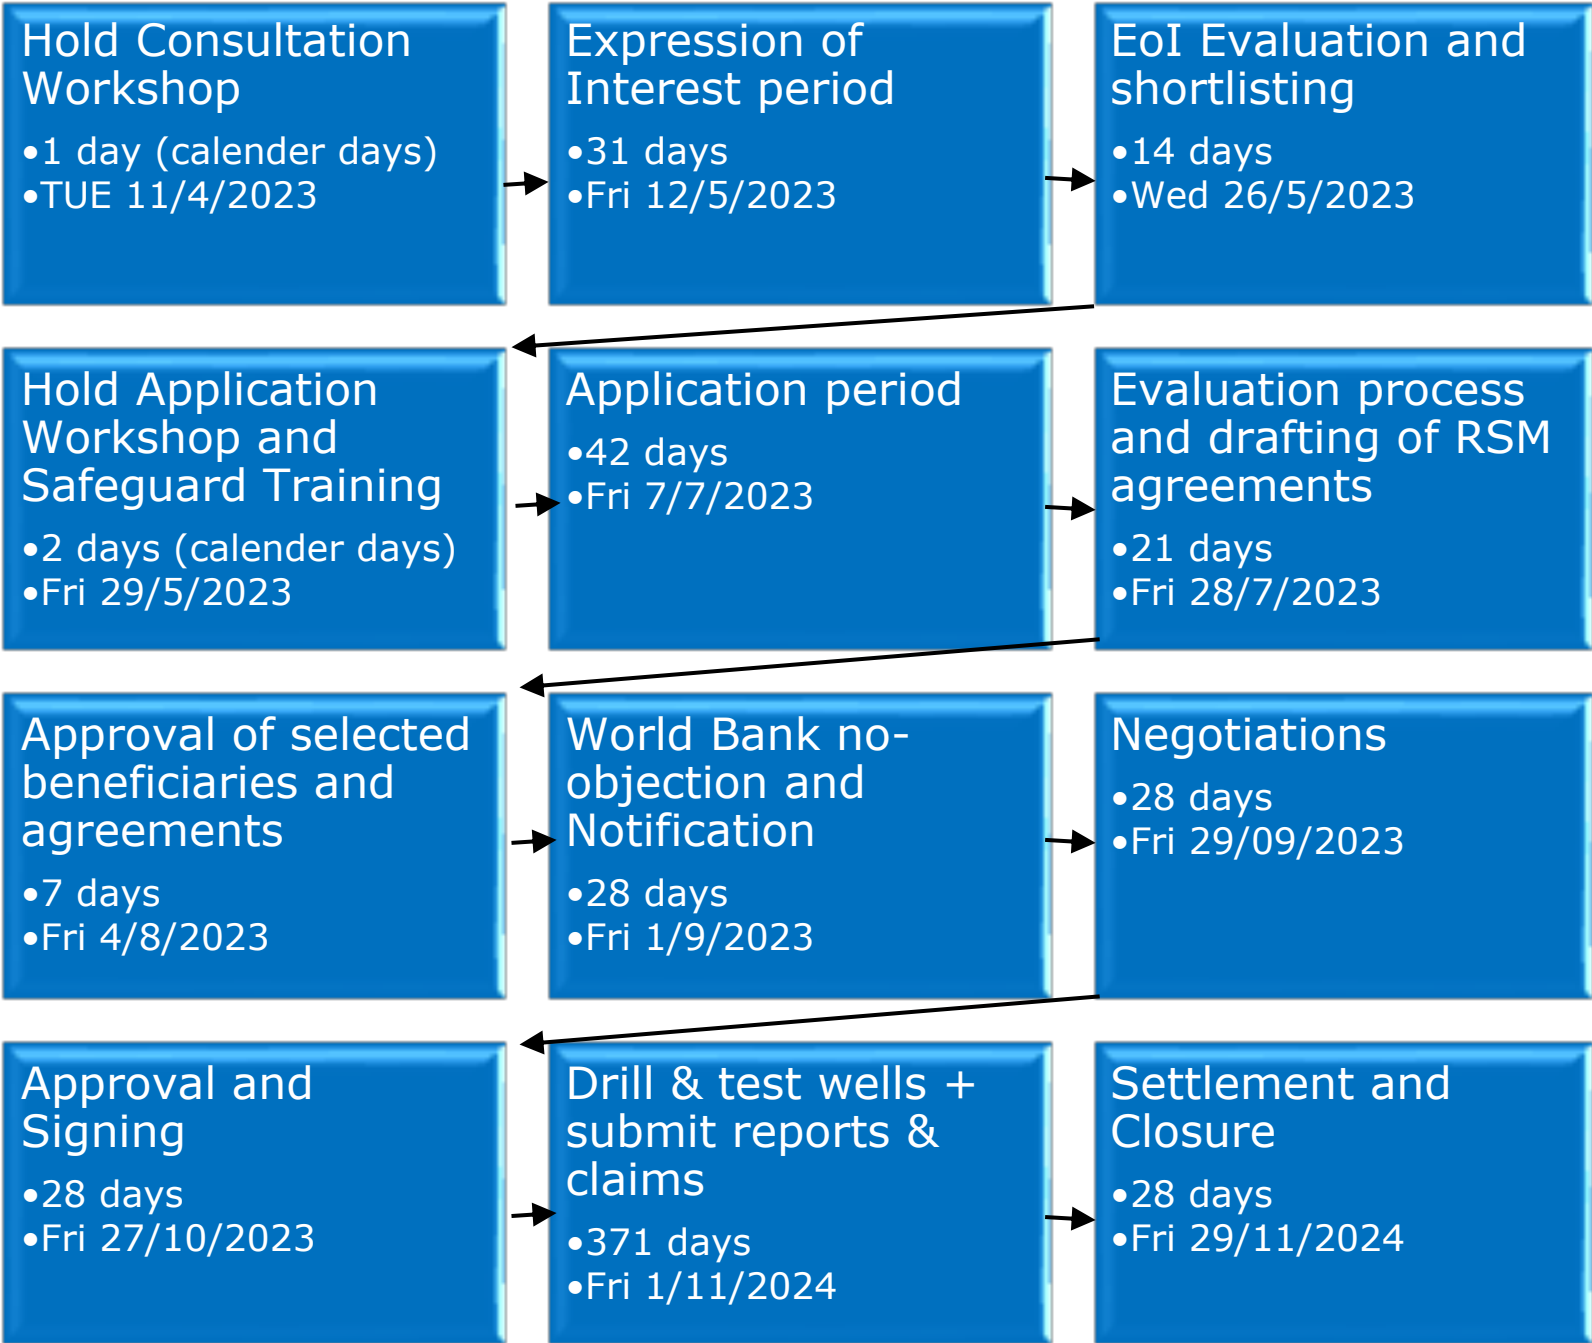 Hold Consultation
Workshop
•1 day (calender days)
•TUE 11/4/2023
Expression of
Interest period
•31 days
•Fri 12/5/2023
EoI Evaluation and
shortlisting
•14 days
•Wed 26/5/2023
Hold Application
Workshop and
Safeguard Training
•2 days (calender days)
•Fri 29/5/2023
Application period
•42 days
•Fri 7/7/2023
Evaluation process
and drafting of RSM
agreements
•21 days
•Fri 28/7/2023
Approval of selected
beneficiaries and
agreements
•7 days
•Fri 4/8/2023
World Bank no-
objection and
Notification
•28 days
•Fri 1/9/2023
Negotiations
•28 days
•Fri 29/09/2023
Approval and
Signing
•28 days
•Fri 27/10/2023
Drill & test wells +
submit reports &
claims
•371 days
•Fri 1/11/2024
Settlement and
Closure
•28 days
•Fri 29/11/2024